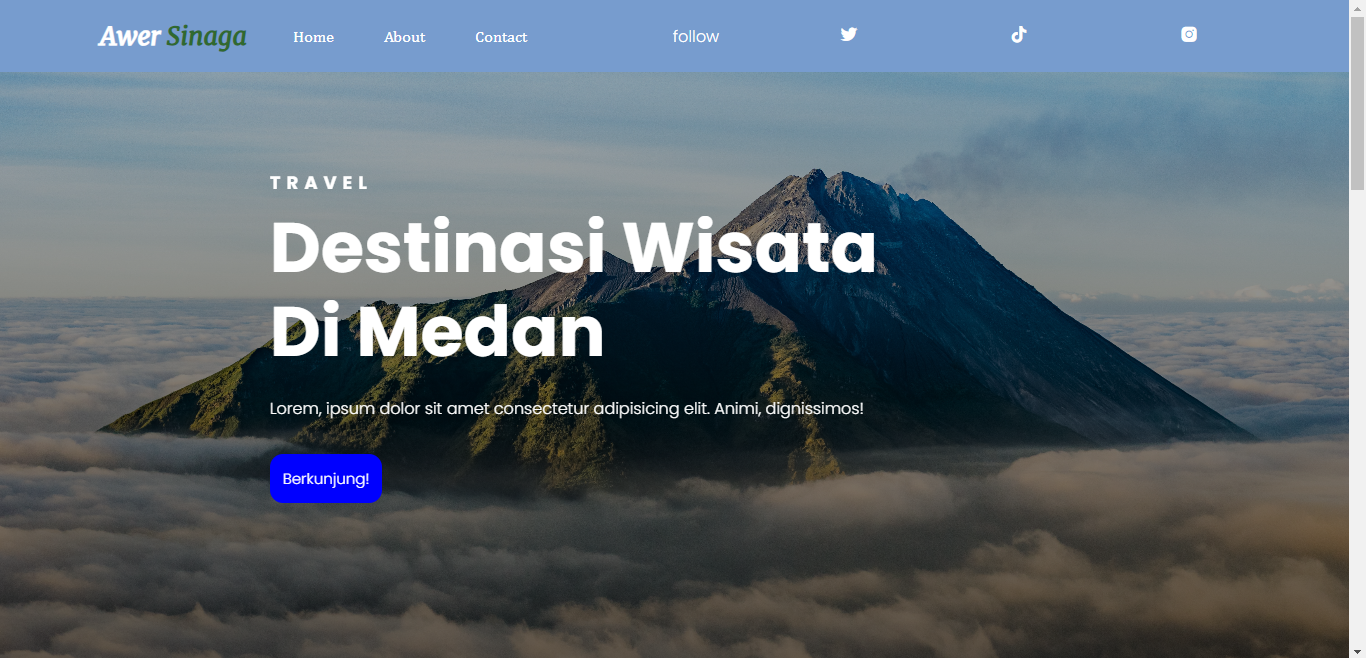 Awer Sinaga Home About Contact follow
TRAVEL
Destinasi Wisata
Di Medan
Lorem, ipsum dolor sit amet consectetur adipisicing elit. Animi, dignissimos!
Berkunjung!